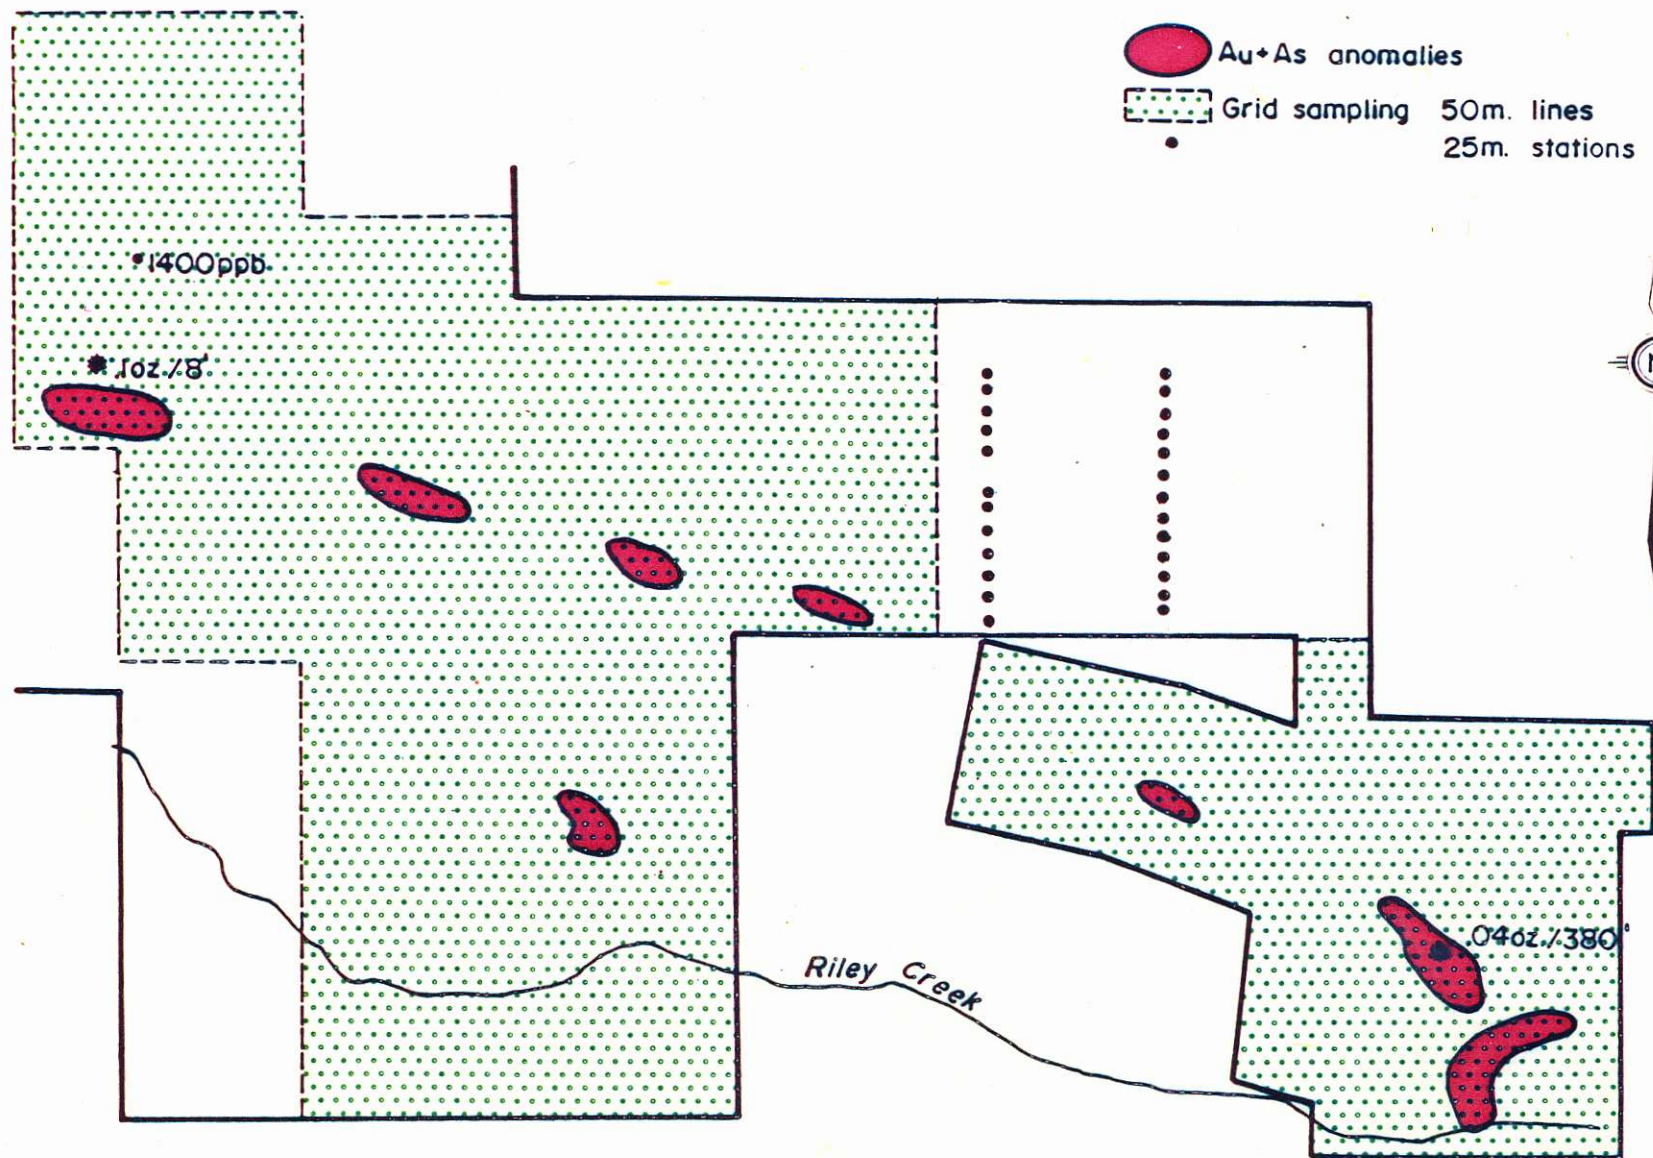 Au+As anomalies
Grid sampling 50m. lines
25m. stations
1400ppb
.1oz./8'
.04oz./380'
Riley Creek